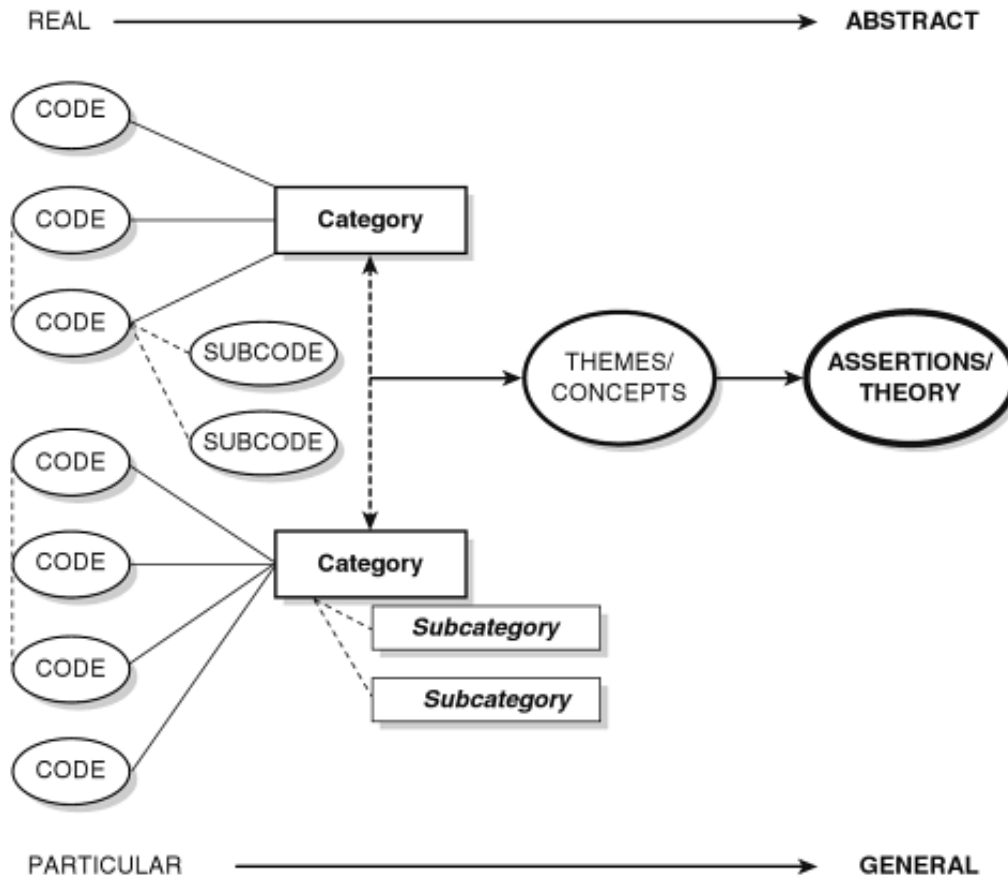 REAL
ABSTRACT
CODE
CODE
Category
CODE
SUBCODE
THEMES/
CONCEPTS
ASSERTIONS/
THEORY
SUBCODE
CODE
CODE
Category
Subcategory
CODE
Subcategory
CODE
PARTICULAR
GENERAL